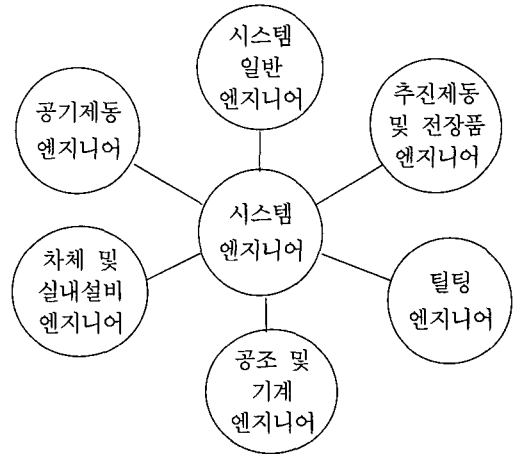 시스템
일반
엔지니어
공기제동
엔지니어
추진제동
및 전장품
엔지니어
시스템
엔지니어
차체 및
실내설비
엔지니어
틸팅
엔지니어
공조 및
기계
엔지니어